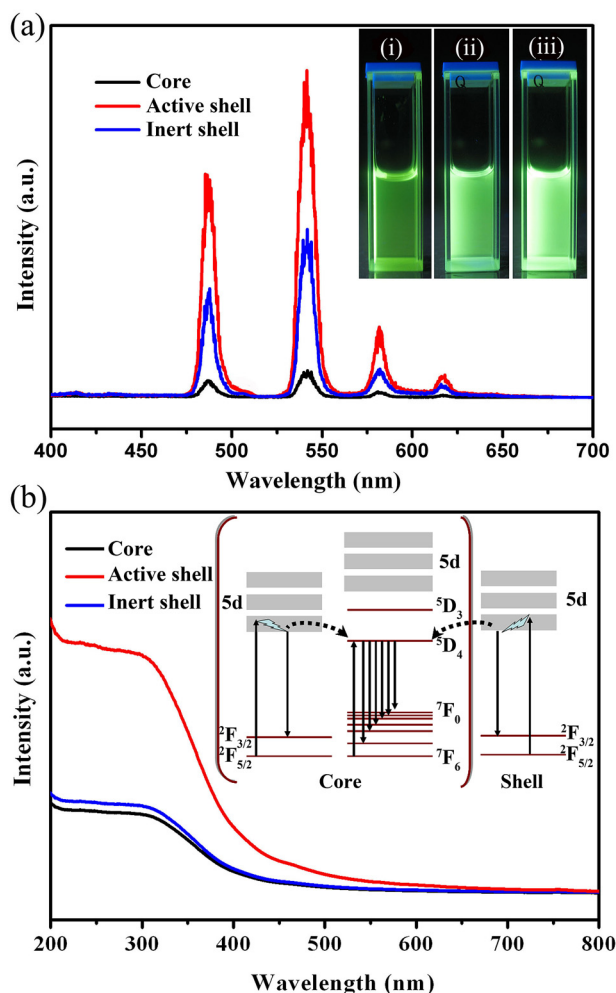 (a)
(i) (ii) (iii)
Q Q
Core
Active shell
Inert shell
Intensity (a.u.)
400 450 500 550 600 650 700
Wavelength (nm)
(b)
Core
Active shell
Inert shell
5d
5d
5d
⁵D₃
⁵D₄
⁷F₀
²F₃/₂ ²F₃/₂
²F₅/₂ ⁷F₆ ²F₅/₂
Core Shell
Intensity (a.u.)
200 300 400 500 600 700 800
Wavelength (nm)